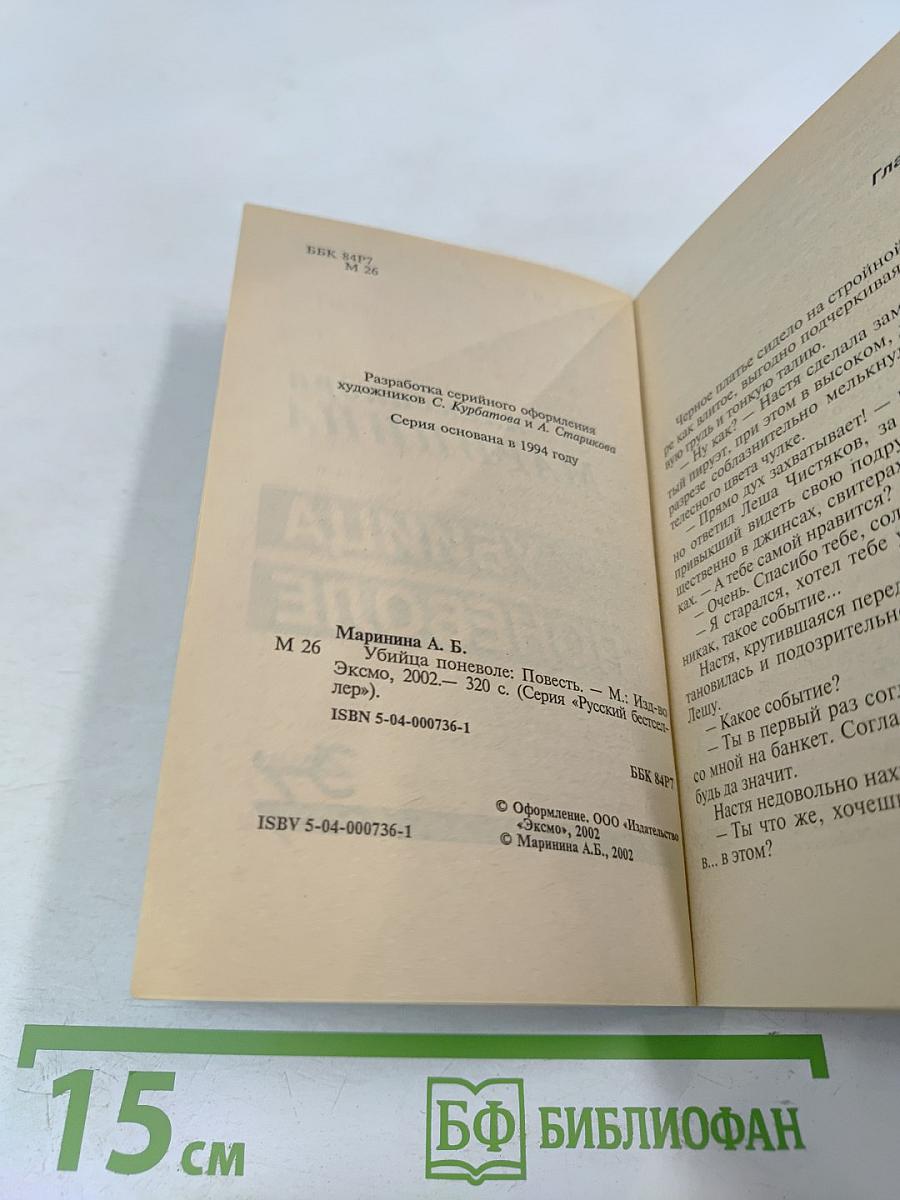 ББК 84Р7
М 26
Разработка серийного оформления
художников С. Курбатова и А. Старикова
Серия основана в 1994 году
Маринина А. Б.
М 26 Убийца поневоле: Повесть. — М.: Изд-во
Эксмо, 2002.— 320 с. (Серия «Русский бестсел-
лер»).
ISBN 5-04-000736-1
ББК 84Р7
© Оформление. ООО «Издательство
«Эксмо», 2002
ISBV 5-04-000736-1
© Маринина А.Б., 2002
Черное платье сидело на стройной
ре как влитое, выгодно подчеркивая
ную грудь и тонкую талию.
— Ну как? — Настя сделала зам
тый пируэт, при этом в высоком,
разрезе соблазнительно мелькнул
телесного цвета чулке.
— Прямо дух захватывает! —
но ответил Леша Чистяков, за
привыкший видеть свою подру
щественно в джинсах, свитерах
ках. — А тебе самой нравится?
— Очень. Спасибо тебе, сол
— Я старался, хотел тебе у
никак, такое событие...
Настя, крутившаяся перед
тановилась и подозрительно
Лешу.
— Какое событие?
— Ты в первый раз согл
со мной на банкет. Соглас
будь да значит.
Настя недовольно нах
— Ты что же, хочешь
в... в этом?
15 см
БФ БИБЛИОФАН